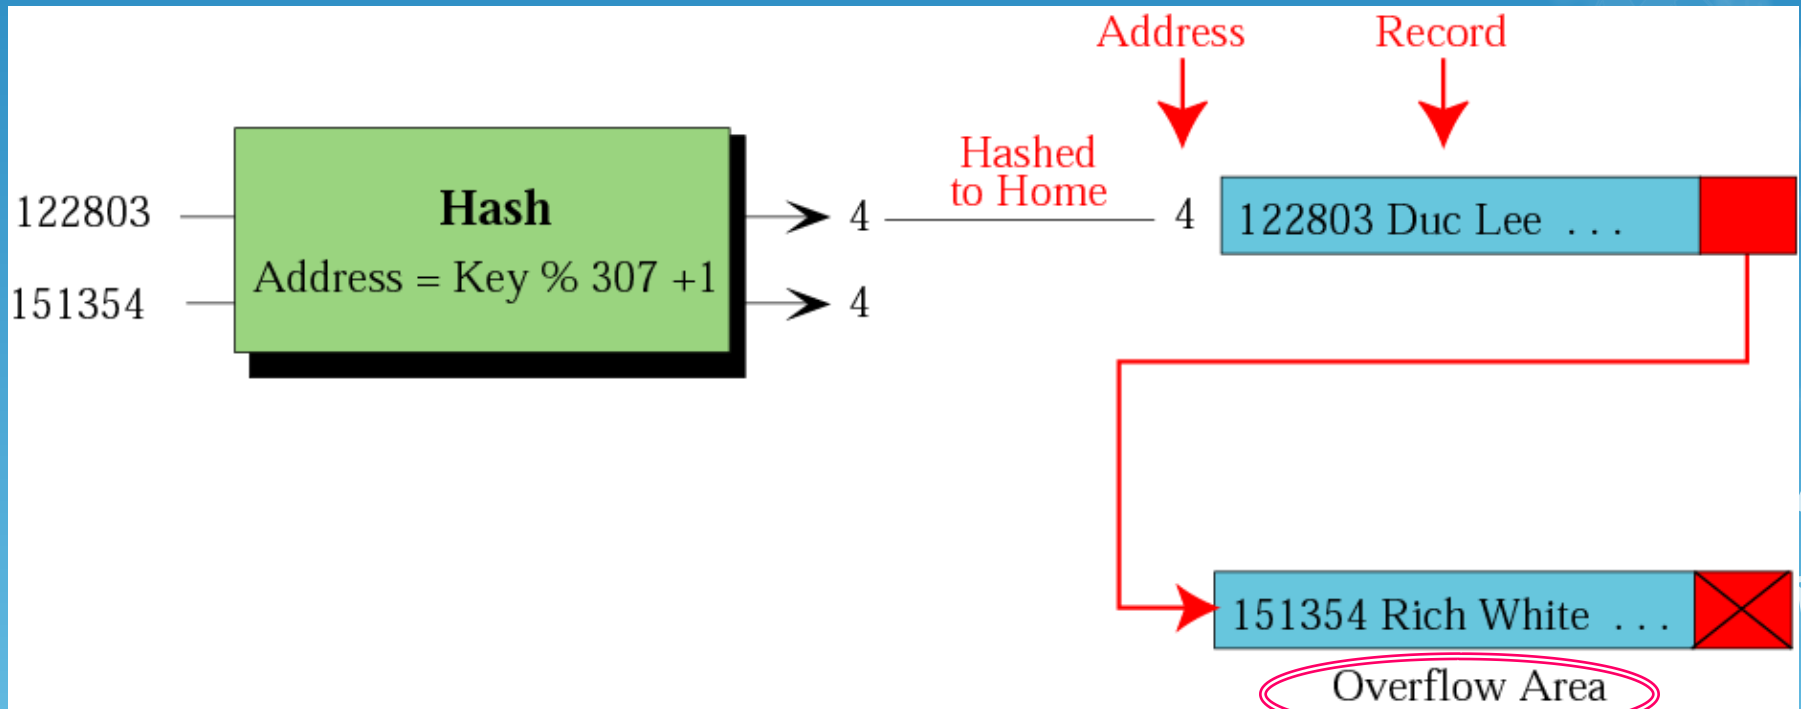 Address
Record
Hashed
to Home
122803
Hash
4
4
122803 Duc Lee ...
Address = Key % 307 +1
151354
4
151354 Rich White ...
Overflow Area